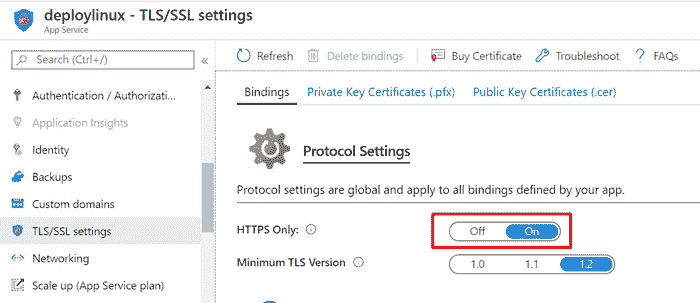 deploylinux - TLS/SSL settings
App Service
Search (Ctrl+/)
«
Authentication / Authorizati...
Application Insights
Identity
Backups
Custom domains
TLS/SSL settings
Networking
Scale up (App Service plan)
Refresh Delete bindings Buy Certificate Troubleshoot ? FAQs
Bindings Private Key Certificates (.pfx) Public Key Certificates (.cer)
Protocol Settings
Protocol settings are global and apply to all bindings defined by your app.
HTTPS Only: Off On
Minimum TLS Version 1.0 1.1 1.2